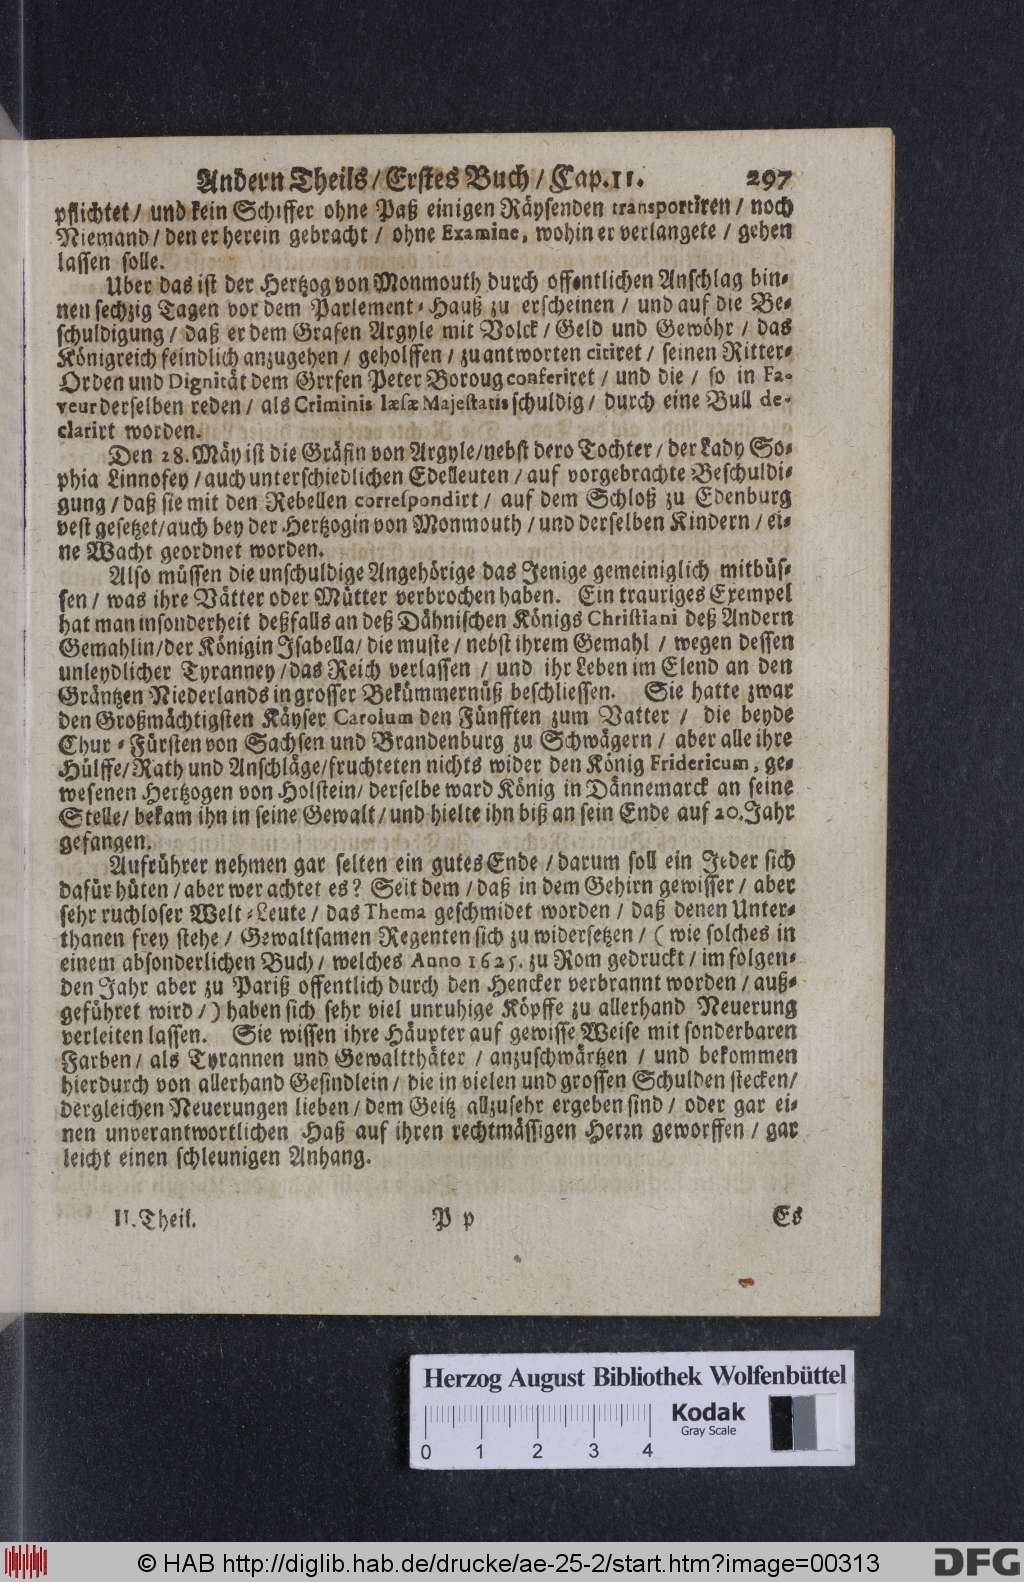 Andern Theils / Erstes Buch / Cap. 11. 297
pflichtet / und kein Schiffer ohne Paß einigen Räysenden transportiren / noch
Niemand / den er herein gebracht / ohne Examine, wohin er verlangete / gehen
lassen solle.
Uber das ist der Hertzog von Monmouth durch offentlichen Anschlag bin-
nen sechzig Tagen vor dem Parlement-Hauß zu erscheinen / und auf die Be-
schuldigung / daß er dem Grafen Argyle mit Volck / Geld und Gewöhr / das
Königreich feindlich anzugehen / geholffen / zu antworten citiret / seinen Ritter-
Orden und Dignität dem Grrfen Peter Boroug conferiret / und die / so in Fa-
veur derselben reden / als Criminis læsæ Majestatis schuldig / durch eine Bull de-
clarirt worden.
Den 28. Mäy ist die Gräfin von Argyle / nebst dero Tochter / der Lady So-
phia Linnosey / auch unterschiedlichen Edelleuten / auf vorgebrachte Beschuldi-
gung / daß sie mit den Rebellen correspondirt / auf dem Schloß zu Edenburg
vest gesetzet / auch bey der Hertzogin von Monmouth / und derselben Kindern / ei-
ne Wacht geordnet worden.
Also müssen die unschuldige Angehörige das Jenige gemeiniglich mitbüs-
sen / was ihre Vätter oder Mütter verbrochen haben. Ein trauriges Exempel
hat man insonderheit deßfalls an deß Dähnischen Königs Christiani deß Andern
Gemahlin / der Königin Isabella / die muste / nebst ihrem Gemahl / wegen dessen
unleydlicher Tyranney / das Reich verlassen / und ihr Leben im Elend an den
Gräntzen Niederlands in grosser Bekümmernüß beschliessen. Sie hatte zwar
den Großmächtigsten Käyser Carolum den Fünfften zum Vatter / die beyde
Chur-Fürsten von Sachsen und Brandenburg zu Schwägern / aber alle ihre
Hülffe / Rath und Anschläge / fruchteten nichts wider den König Fridericum, ge-
wesenen Hertzogen von Holstein / derselbe ward König in Dännemarck an seine
Stelle / bekam ihn in seine Gewalt / und hielte ihn biß an sein Ende auf 20. Jahr
gefangen.
Aufrührer nehmen gar selten ein gutes Ende / darum soll ein Jeder sich
dafür hüten / aber wer achtet es? Seit dem / daß in dem Gehirn gewisser / aber
sehr ruchloser Welt-Leute / das Thema geschmidet worden / daß denen Unter-
thanen frey stehe / Gewaltsamen Regenten sich zu widersetzen / (wie solches in
einem absonderlichen Buch / welches Anno 1625. zu Rom gedruckt / im folgen-
den Jahr aber zu Pariß offentlich durch den Hencker verbrannt worden / auß-
geführet wird /) haben sich sehr viel unruhige Köpffe zu allerhand Neuerung
verleiten lassen. Sie wissen ihre Häupter auf gewisse Weise mit sonderbaren
Farben / als Tyrannen und Gewaltthäter / anzuschwärtzen / und bekommen
hierdurch von allerhand Gesindlein / die in vielen und grossen Schulden stecken /
dergleichen Neuerungen lieben / dem Geitz allzusehr ergeben sind / oder gar ei-
nen unverantwortlichen Haß auf ihren rechtmässigen Herrn geworffen / gar
leicht einen schleunigen Anhang.
II. Theil. P p Es
Herzog August Bibliothek Wolfenbüttel
Kodak
Gray Scale
0 1 2 3 4
© HAB http://diglib.hab.de/drucke/ae-25-2/start.htm?image=00313
DFG